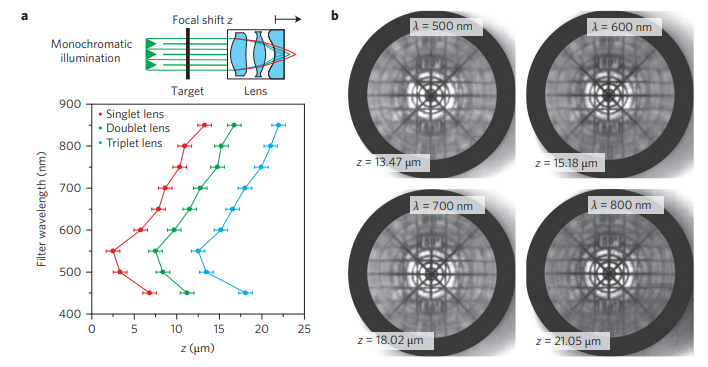 a
Focal shift z
Monochromatic
illumination
Target
Lens
900
800
700
600
500
400
Filter wavelength (nm)
Singlet lens
Doublet lens
Triplet lens
0
5
10
15
20
25
z (μm)
b
λ = 500 nm
z = 13.47 μm
λ = 600 nm
z = 15.18 μm
λ = 700 nm
z = 18.02 μm
λ = 800 nm
z = 21.05 μm